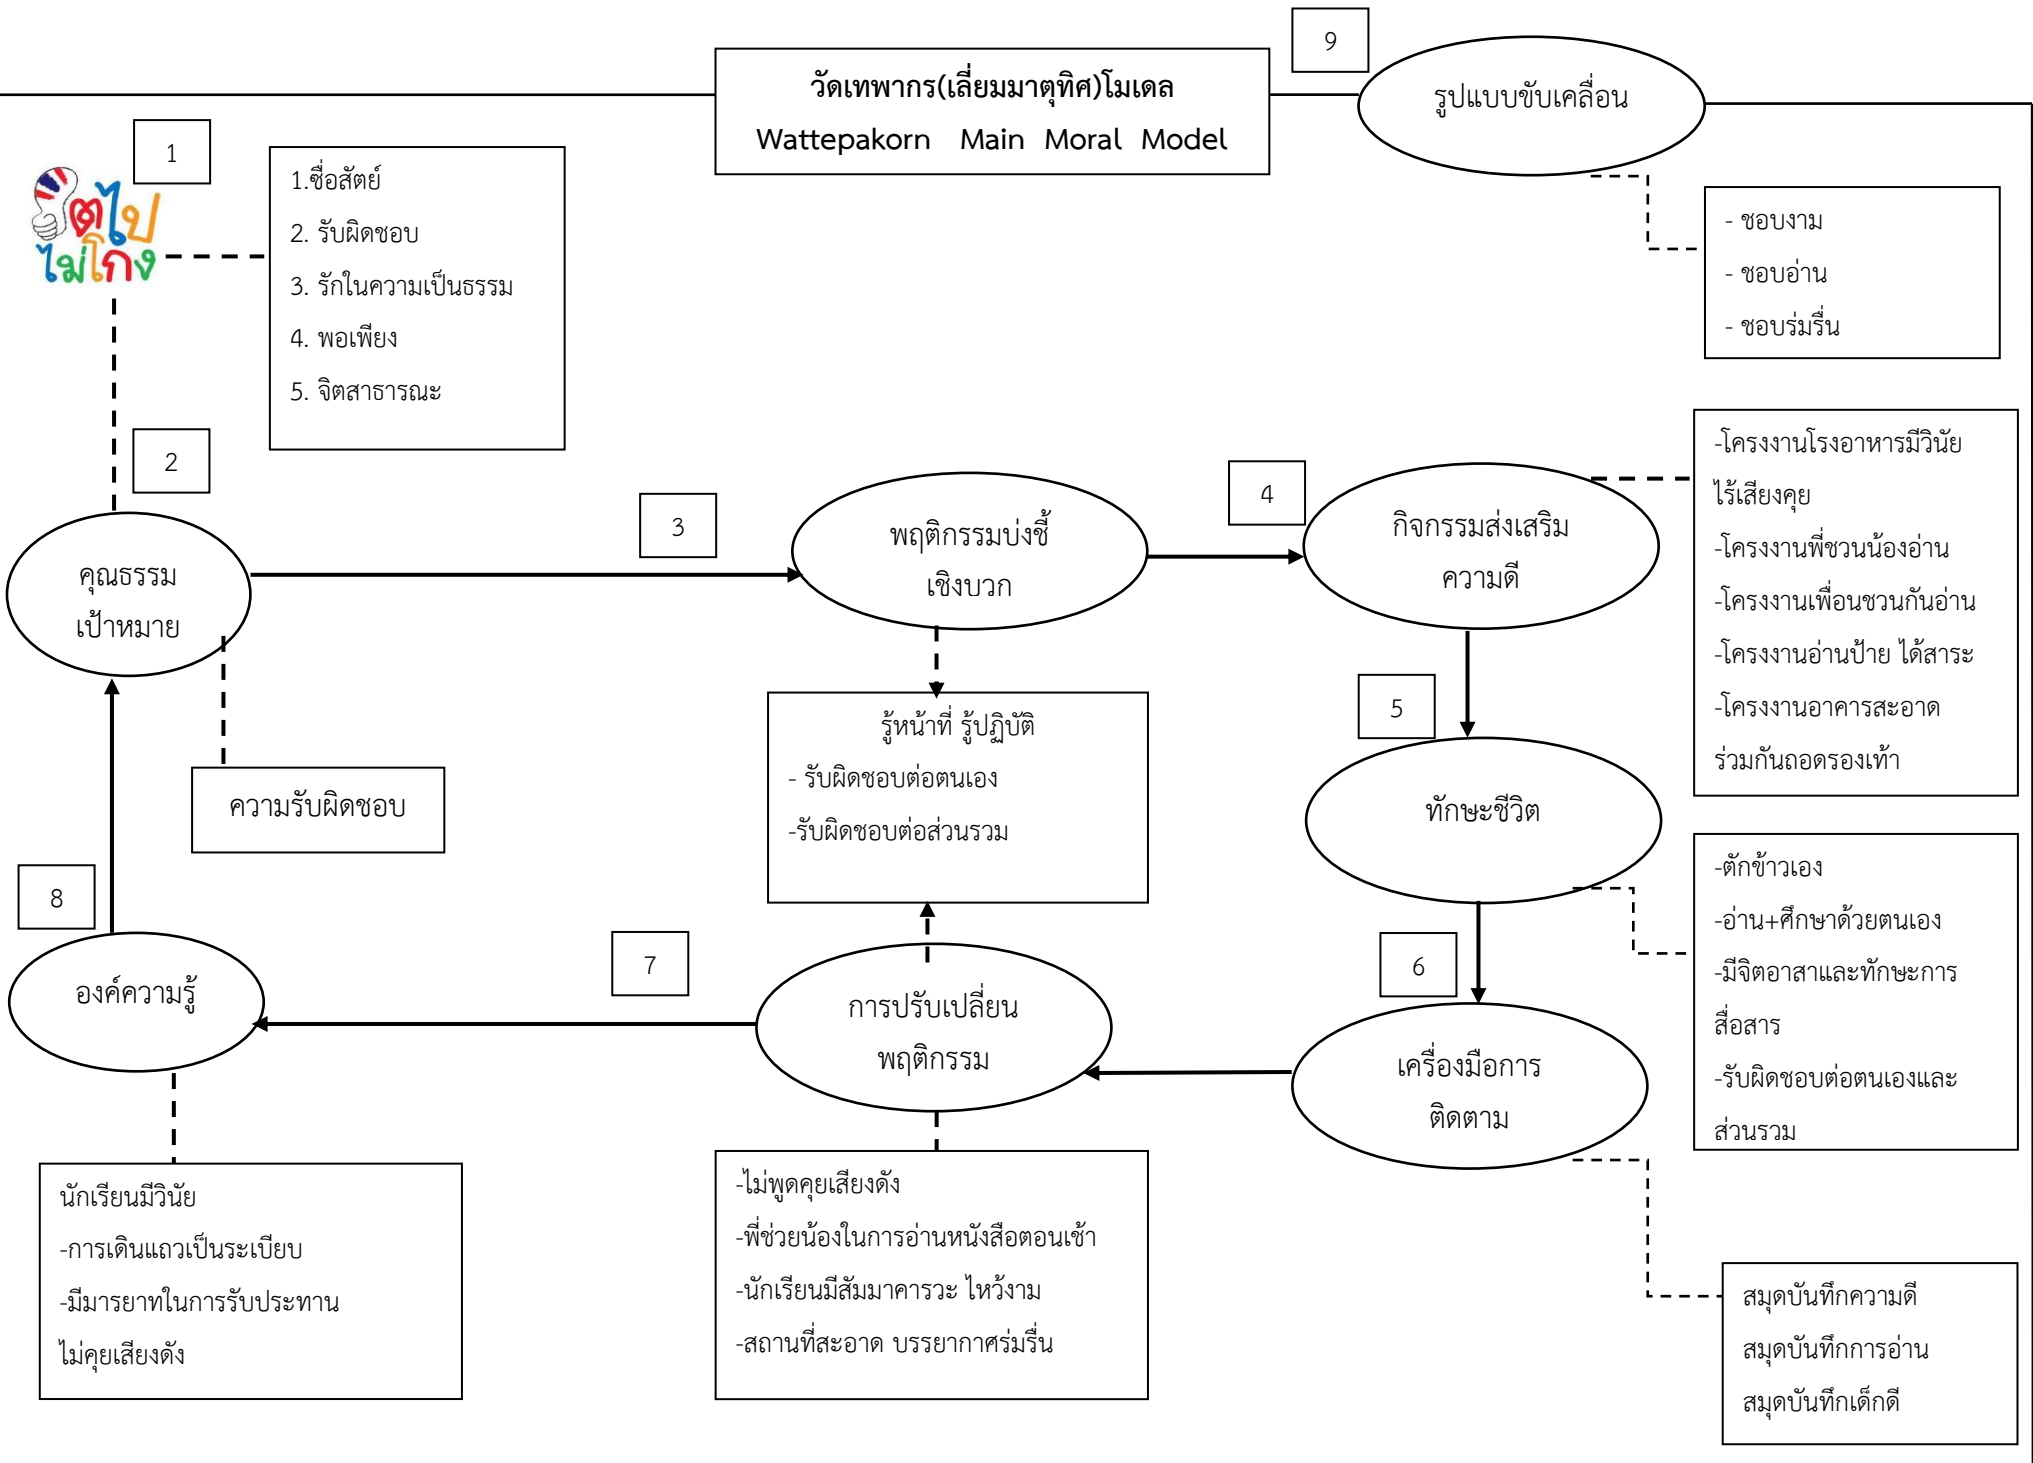 วัดเทพากร(เลี่ยมมาตุทิศ)โมเดล
Wattepakorn Main Moral Model
9
รูปแบบขับเคลื่อน
- ชอบงาม
- ชอบอ่าน
- ชอบร่มรื่น
1
โตไป
ไม่โกง
1.ซื่อสัตย์
2. รับผิดชอบ
3. รักในความเป็นธรรม
4. พอเพียง
5. จิตสาธารณะ
2
คุณธรรม
เป้าหมาย
ความรับผิดชอบ
3
พฤติกรรมบ่งชี้
เชิงบวก
รู้หน้าที่ รู้ปฏิบัติ
- รับผิดชอบต่อตนเอง
-รับผิดชอบต่อส่วนรวม
4
กิจกรรมส่งเสริม
ความดี
-โครงงานโรงอาหารมีวินัย
ไร้เสียงคุย
-โครงงานพี่ชวนน้องอ่าน
-โครงงานเพื่อนชวนกันอ่าน
-โครงงานอ่านป้าย ได้สาระ
-โครงงานอาคารสะอาด
ร่วมกันถอดรองเท้า
5
ทักษะชีวิต
-ตักข้าวเอง
-อ่าน+ศึกษาด้วยตนเอง
-มีจิตอาสาและทักษะการ
สื่อสาร
-รับผิดชอบต่อตนเองและ
ส่วนรวม
6
เครื่องมือการ
ติดตาม
สมุดบันทึกความดี
สมุดบันทึกการอ่าน
สมุดบันทึกเด็กดี
7
การปรับเปลี่ยน
พฤติกรรม
-ไม่พูดคุยเสียงดัง
-พี่ช่วยน้องในการอ่านหนังสือตอนเช้า
-นักเรียนมีสัมมาคารวะ ไหว้งาม
-สถานที่สะอาด บรรยากาศร่มรื่น
8
องค์ความรู้
นักเรียนมีวินัย
-การเดินแถวเป็นระเบียบ
-มีมารยาทในการรับประทาน
ไม่คุยเสียงดัง